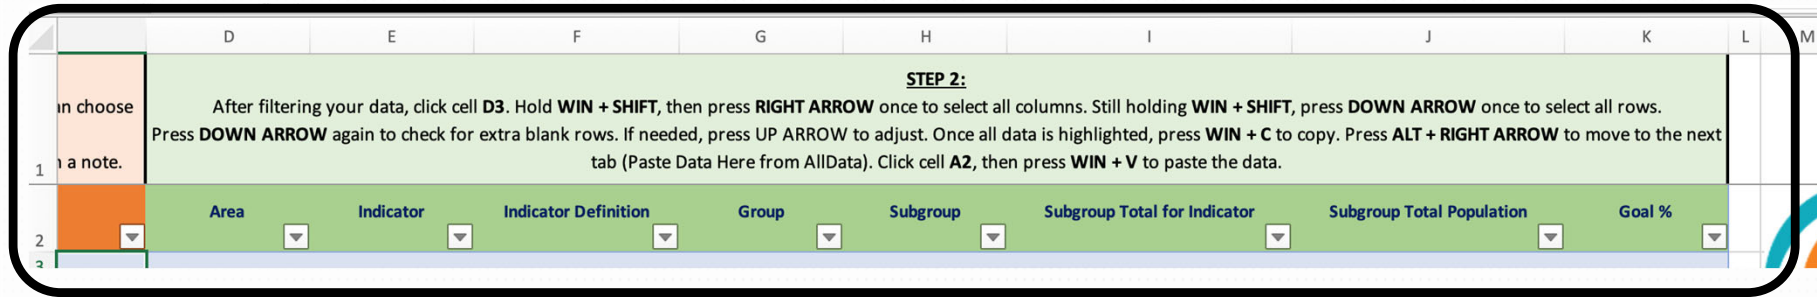 D E F G H I J K L M
STEP 2:
n choose After filtering your data, click cell D3. Hold WIN + SHIFT, then press RIGHT ARROW once to select all columns. Still holding WIN + SHIFT, press DOWN ARROW once to select all rows.
Press DOWN ARROW again to check for extra blank rows. If needed, press UP ARROW to adjust. Once all data is highlighted, press WIN + C to copy. Press ALT + RIGHT ARROW to move to the next
1 a note. tab (Paste Data Here from AllData). Click cell A2, then press WIN + V to paste the data.
Area Indicator Indicator Definition Group Subgroup Subgroup Total for Indicator Subgroup Total Population Goal %
2
3